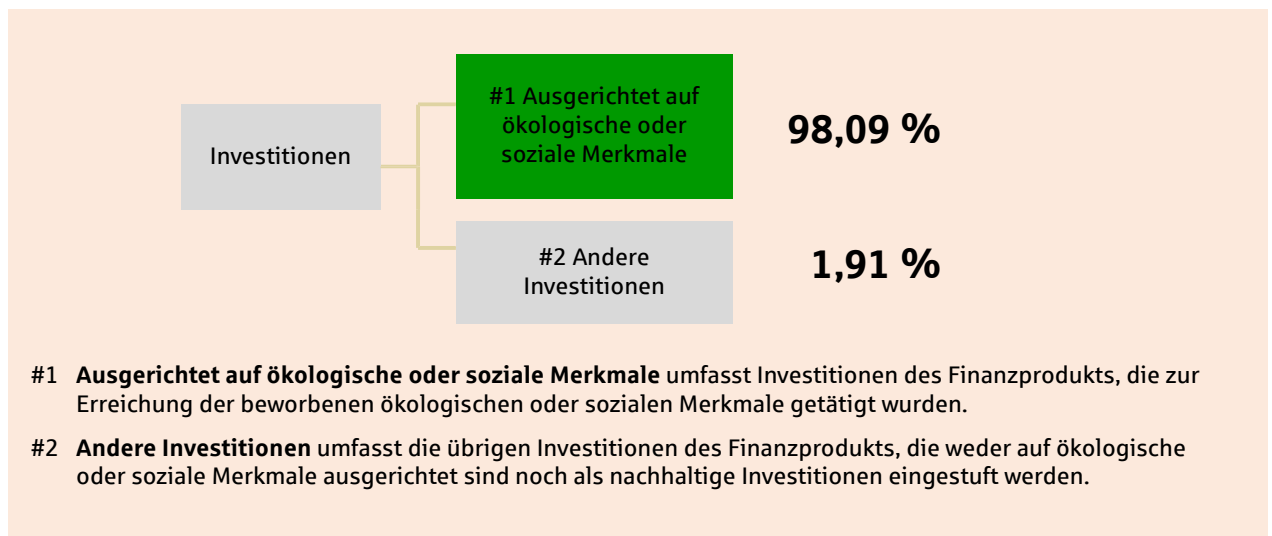 #1 Ausgerichtet auf
ökologische oder
soziale Merkmale
98,09 %
Investitionen
#2 Andere
Investitionen
1,91 %
#1 Ausgerichtet auf ökologische oder soziale Merkmale umfasst Investitionen des Finanzprodukts, die zur
Erreichung der beworbenen ökologischen oder sozialen Merkmale getätigt wurden.
#2 Andere Investitionen umfasst die übrigen Investitionen des Finanzprodukts, die weder auf ökologische
oder soziale Merkmale ausgerichtet sind noch als nachhaltige Investitionen eingestuft werden.